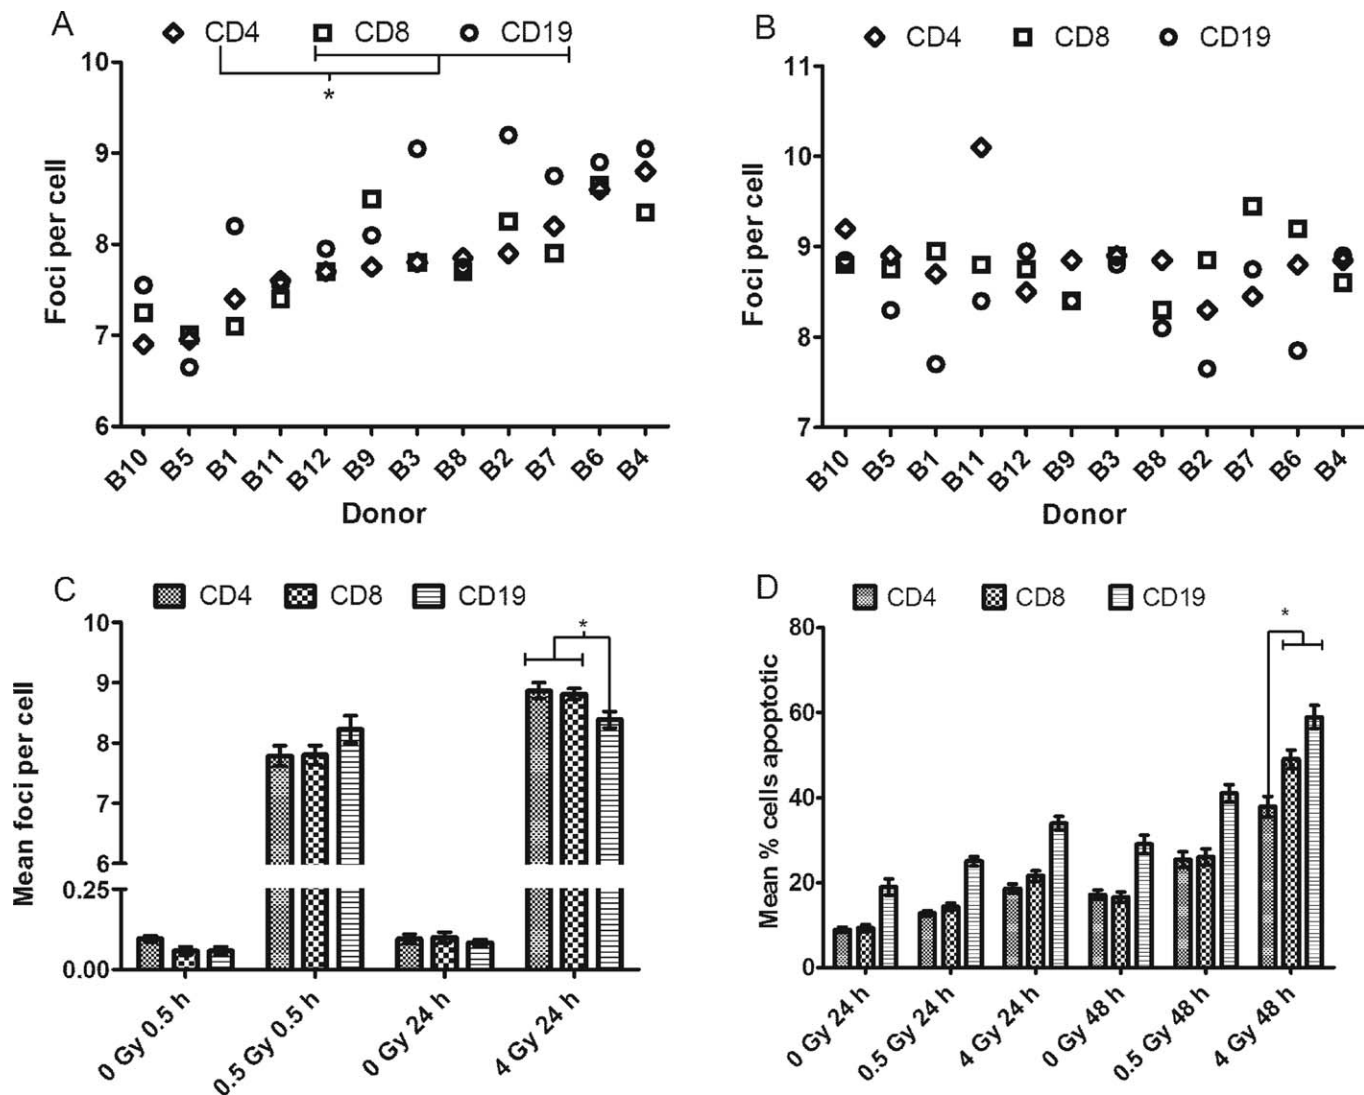 A
CD4 CD8 CD19
*
10
9
8
7
6
Foci per cell
B10 B5 B1 B11 B12 B9 B3 B8 B2 B7 B6 B4
Donor
B
CD4 CD8 CD19
11
10
9
8
7
Foci per cell
B10 B5 B1 B11 B12 B9 B3 B8 B2 B7 B6 B4
Donor
C
CD4 CD8 CD19
*
10
9
8
7
6
0.25
0.00
Mean foci per cell
0 Gy 0.5 h 0.5 Gy 0.5 h 0 Gy 24 h 4 Gy 24 h
D
CD4 CD8 CD19
*
80
60
40
20
0
Mean % cells apoptotic
0 Gy 24 h 0.5 Gy 24 h 4 Gy 24 h 0 Gy 48 h 0.5 Gy 48 h 4 Gy 48 h